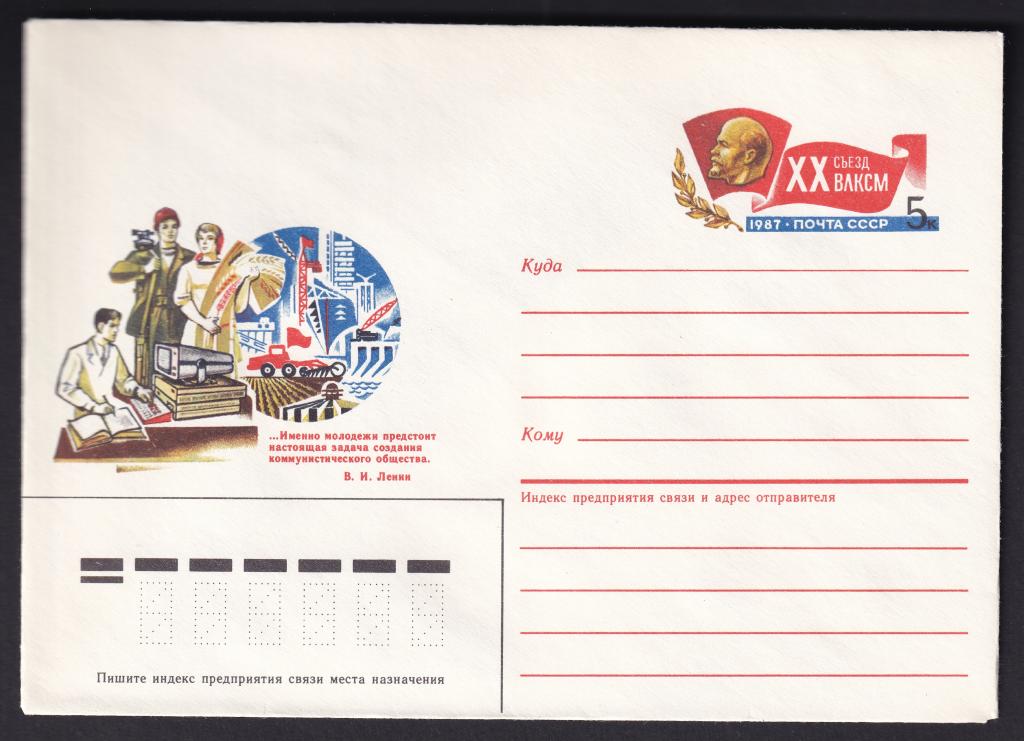 XX СЪЕЗД
ВЛКСМ
1987 · ПОЧТА СССР 5к
Куда
...Именно молодежи предстоит
настоящая задача создания
коммунистического общества.
В. И. Ленин
Кому
Индекс предприятия связи и адрес отправителя
Пишите индекс предприятия связи места назначения